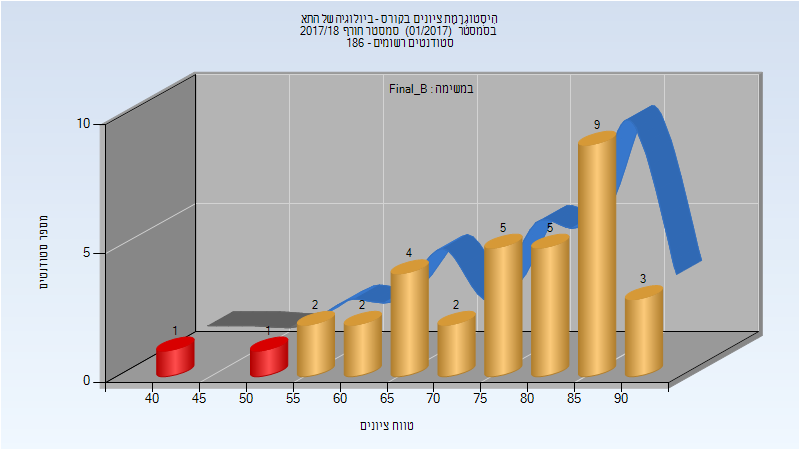 היסטוגרמת ציונים בקורס - ביולוגיה של התא
בסמסטר (01/2017) סמסטר חורף 2017/18
סטודנטים רשומים - 186
במשימה : Final_B
מספר סטודנטים
10
5
0
1
1
2
2
4
2
5
5
9
3
40 45 50 55 60 65 70 75 80 85 90
טווח ציונים